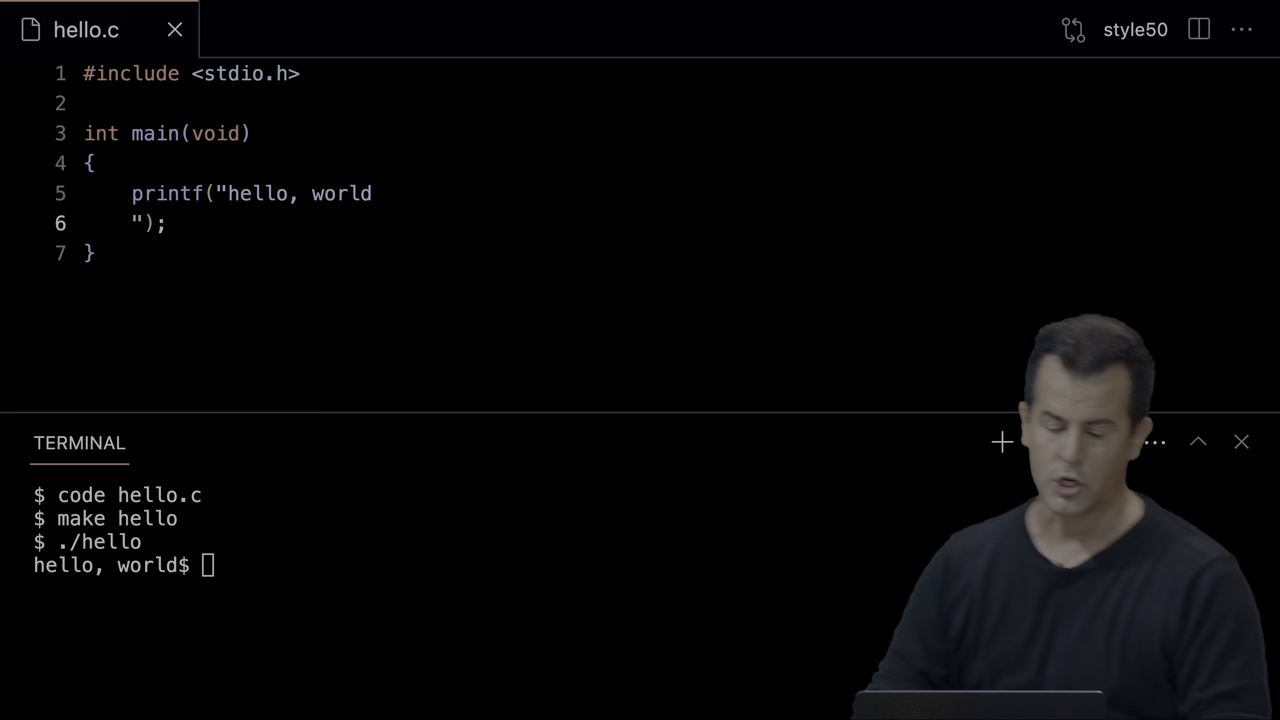 hello.c
style50
1 #include <stdio.h>
2
3 int main(void)
4 {
5     printf("hello, world
6     ");
7 }
TERMINAL
$ code hello.c
$ make hello
$ ./hello
hello, world$